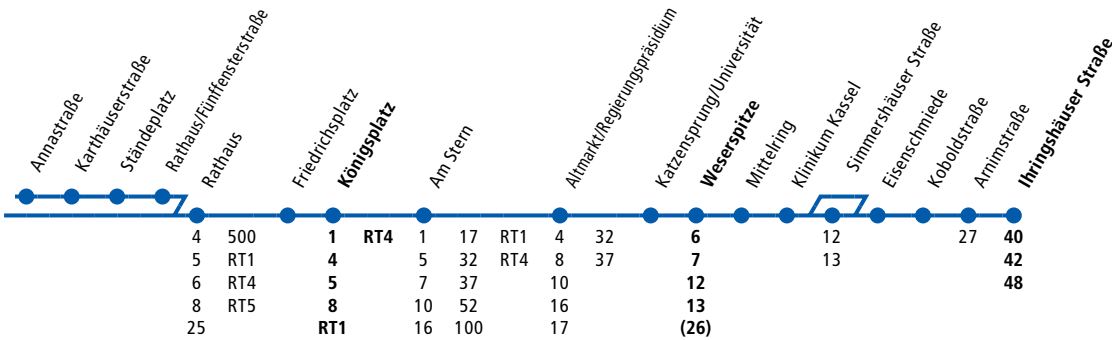 Annastraße
Karthäuserstraße
Ständeplatz
Rathaus/Fünffensterstraße
Rathaus
Friedrichsplatz
Königsplatz
Am Stern
Altmarkt/Regierungspräsidium
Katzensprung/Universität
Weserspitze
Mittelring
Klinikum Kassel
Simmershäuser Straße
Eisenschmiede
Koboldstraße
Arnimstraße
Ihringshäuser Straße
4 500 1 RT4 1 17 RT1 4 32 6 12 27 40
5 RT1 4 5 32 RT4 8 37 7 13 42
6 RT4 5 7 37 10 12 48
8 RT5 8 10 52 16 13
25 RT1 16 100 17 (26)